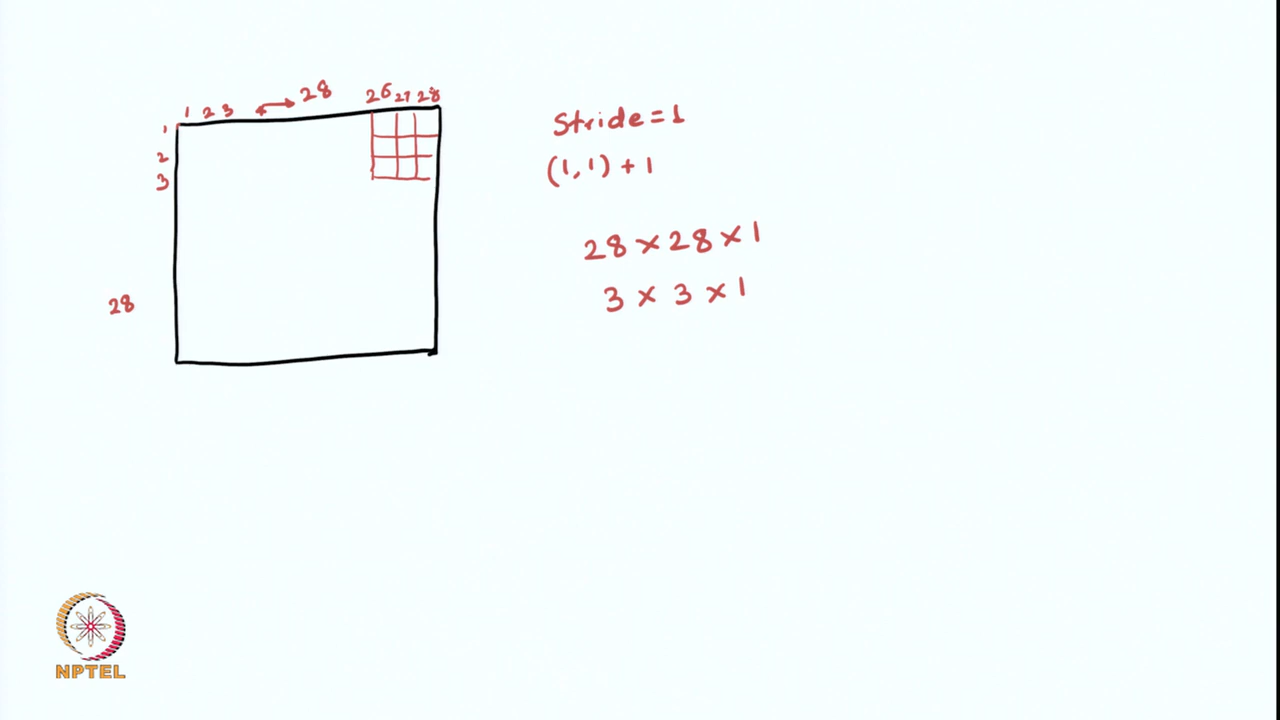 28
1 2 3 26 27 28
1
2
3
28
Stride = 1
(1,1) + 1
28 × 28 × 1
3 × 3 × 1
NPTEL